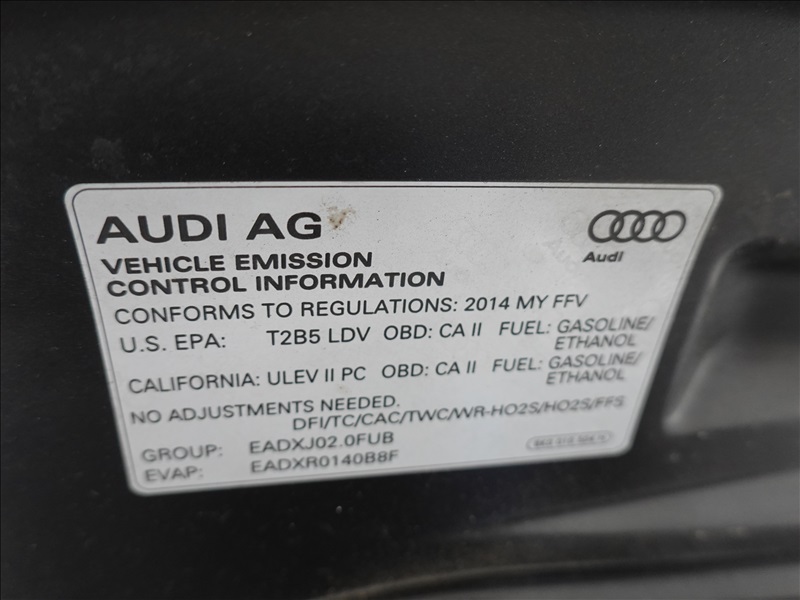 AUDI AG
Audi
VEHICLE EMISSION
CONTROL INFORMATION
CONFORMS TO REGULATIONS: 2014 MY FFV
U.S. EPA: T2B5 LDV OBD: CA II FUEL: GASOLINE/
ETHANOL
CALIFORNIA: ULEV II PC OBD: CA II FUEL: GASOLINE/
ETHANOL
NO ADJUSTMENTS NEEDED.
DFI/TC/CAC/TWC/WR-HO2S/HO2S/FFS
GROUP: EADXJ02.0FUB
EVAP: EADXR0140B8F